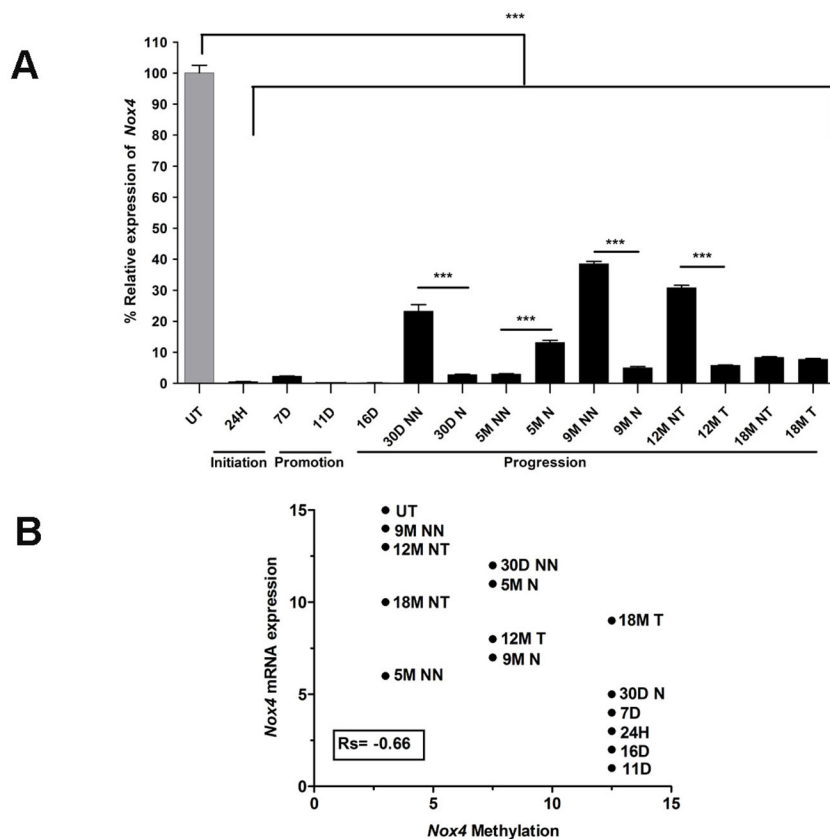 A
***
% Relative expression of Nox4
110
100
90
80
70
60
50
40
30
20
10
0
***
***
***
***
UT
24H
7D
11D
16D
30D NN
30D N
5M NN
5M N
9M NN
9M N
12M NT
12M T
18M NT
18M T
Initiation
Promotion
Progression
B
Nox4 mRNA expression
15
10
5
0
UT
9M NN
12M NT
30D NN
5M N
18M NT
18M T
12M T
9M N
5M NN
30D N
7D
24H
16D
11D
Rs= -0.66
0
5
10
15
Nox4 Methylation